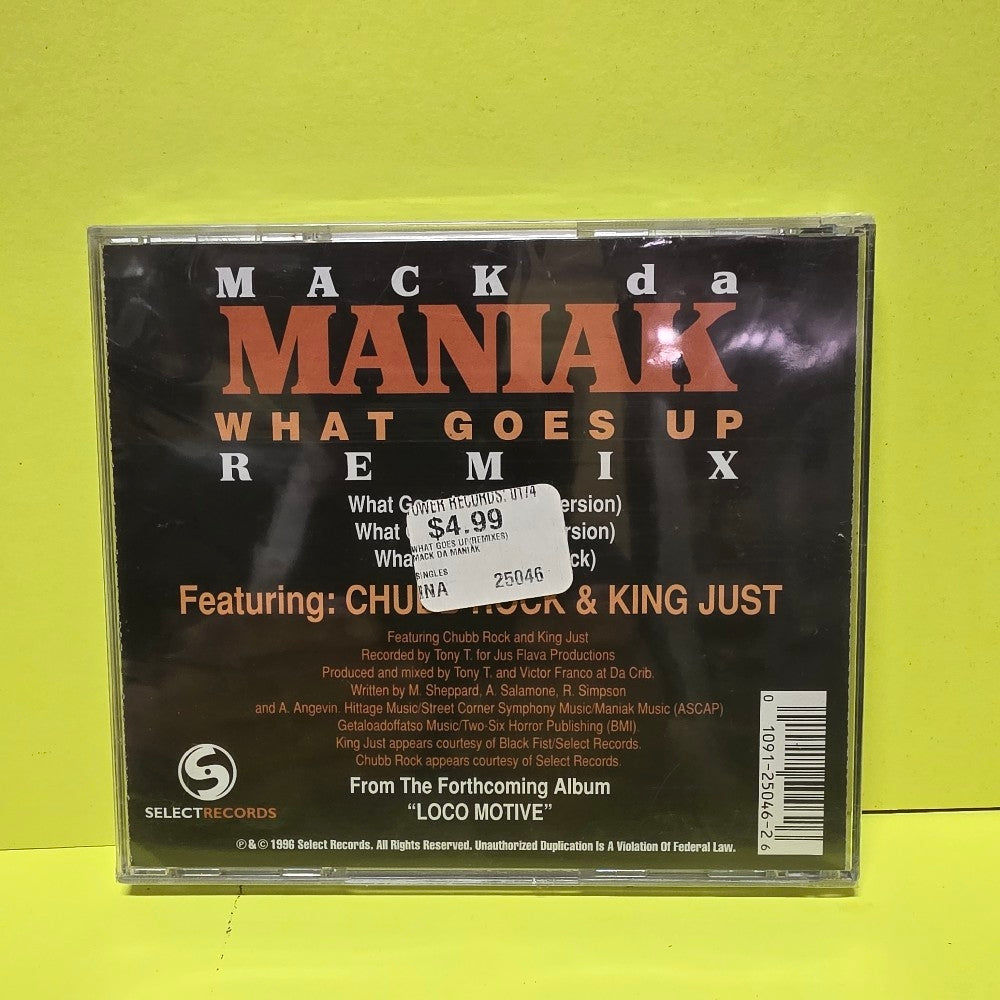 MACK da
MANIAK
WHAT GOES UP
REMIX
What ersion)
What rsion)
ck)
OWER RECORDS: 0174
$4.99
WHAT GOES UP(REMIXES)
MACK DA MANIAK
SINGLES
INA 25046
Featuring: CHUBB ROCK & KING JUST
Featuring Chubb Rock and King Just
Recorded by Tony T. for Jus Flava Productions
Produced and mixed by Tony T. and Victor Franco at Da Crib.
Written by M. Sheppard, A. Salamone, R. Simpson
and A. Angevin. Hittage Music/Street Corner Symphony Music/Maniak Music (ASCAP)
Getaloadoffatso Music/Two-Six Horror Publishing (BMI).
King Just appears courtesy of Black Fist/Select Records.
Chubb Rock appears courtesy of Select Records.
From The Forthcoming Album
“LOCO MOTIVE”
SELECTRECORDS
℗ & © 1996 Select Records. All Rights Reserved. Unauthorized Duplication Is A Violation Of Federal Law.
0 1091-25046-2 6